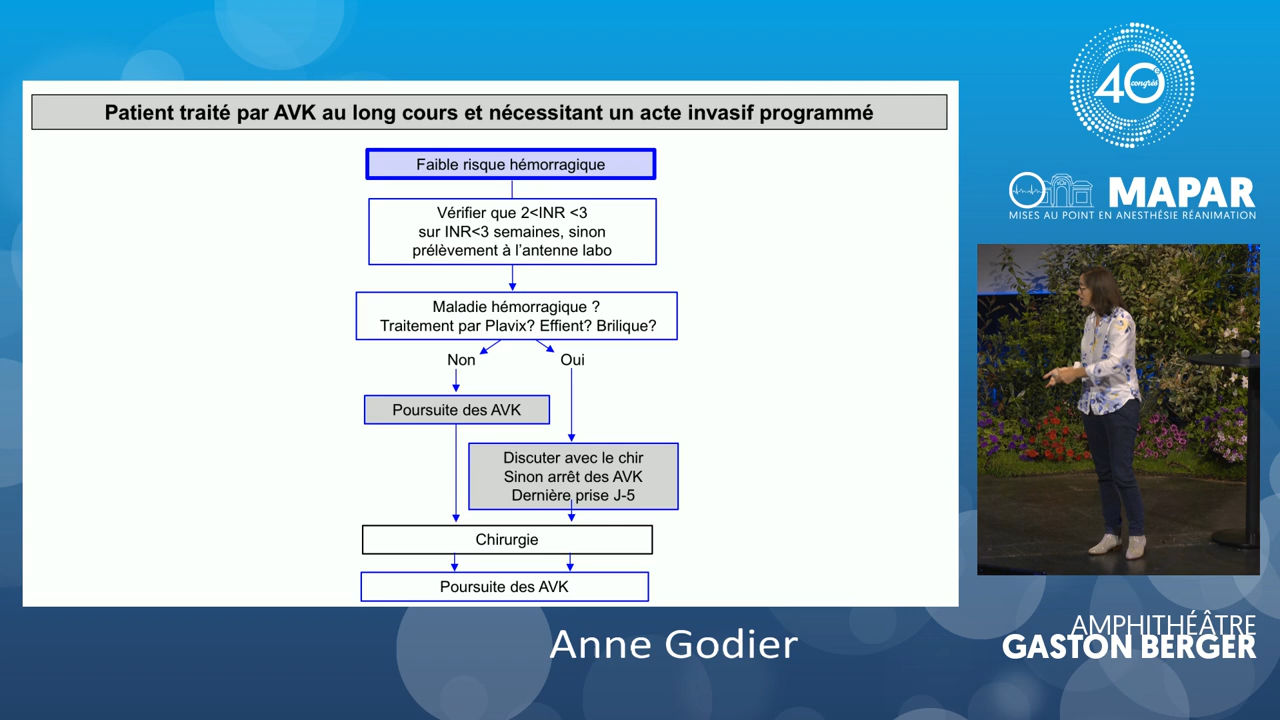 Patient traité par AVK au long cours et nécessitant un acte invasif programmé
Faible risque hémorragique
Vérifier que 2<INR <3
sur INR<3 semaines, sinon
prélèvement à l'antenne labo
Maladie hémorragique ?
Traitement par Plavix? Effient? Brilique?
Non
Oui
Poursuite des AVK
Discuter avec le chir
Sinon arrêt des AVK
Dernière prise J-5
Chirurgie
Poursuite des AVK
40e
congrès
MAPAR
MISES AU POINT EN ANESTHÉSIE RÉANIMATION
Anne Godier
AMPHITHÉÂTRE
GASTON BERGER